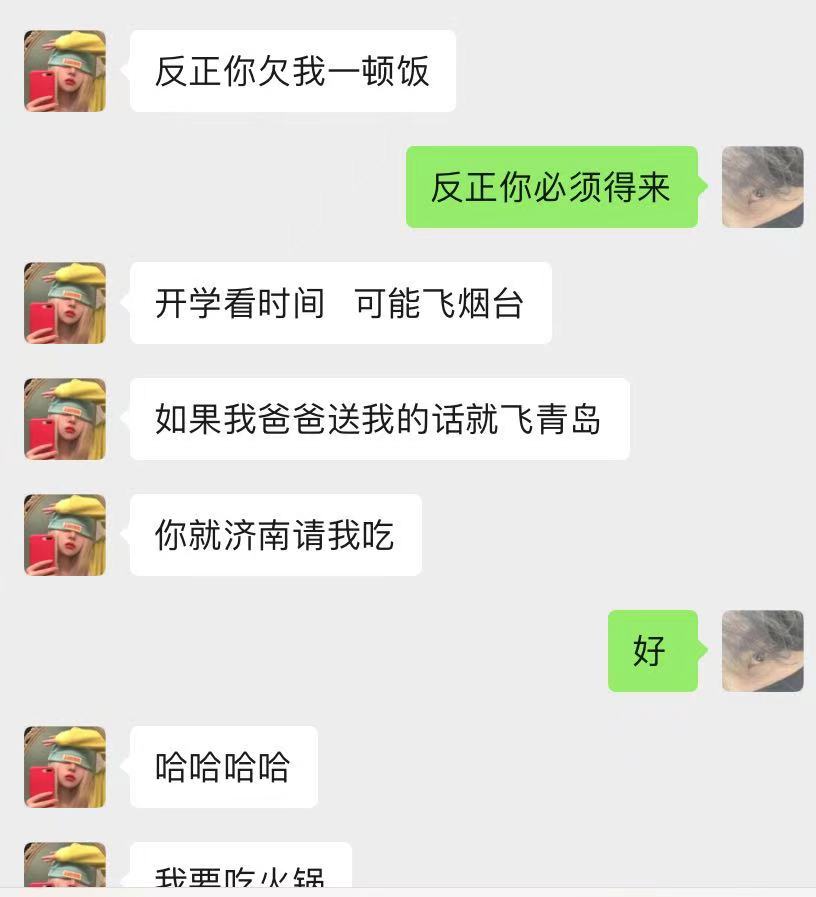 反正你欠我一顿饭
反正你必须得来
开学看时间 可能飞烟台
如果我爸爸送我的话就飞青岛
你就济南请我吃
好
哈哈哈哈
我要吃火锅